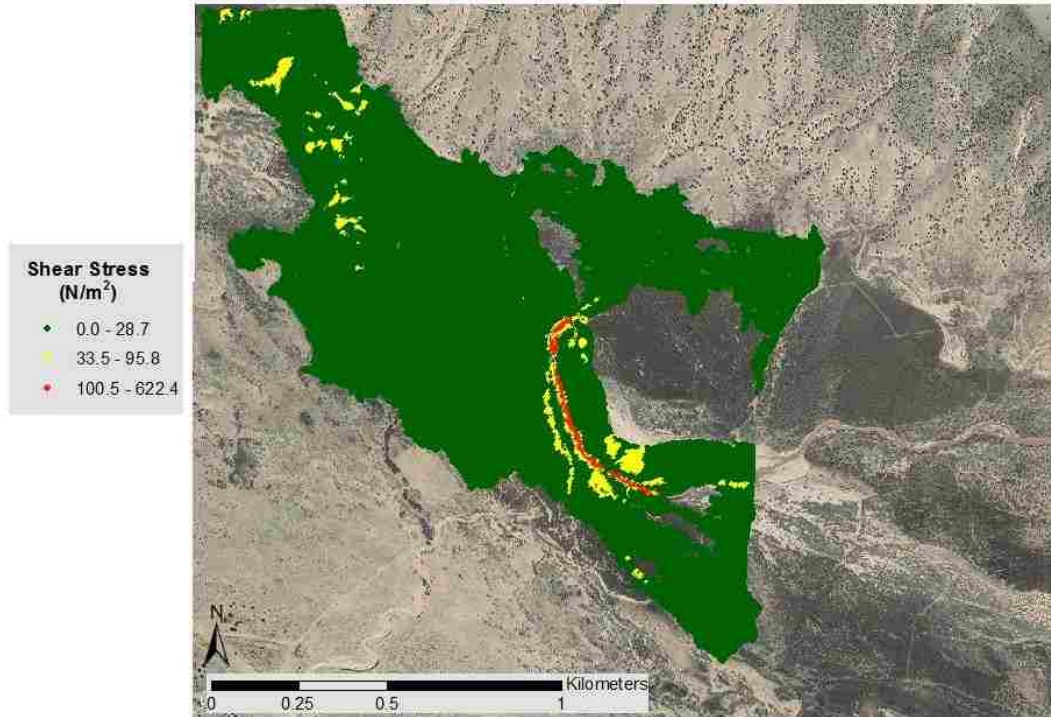 Shear Stress
(N/m²)
0.0 - 28.7
33.5 - 95.8
100.5 - 622.4
N
Kilometers
0 0.25 0.5 1